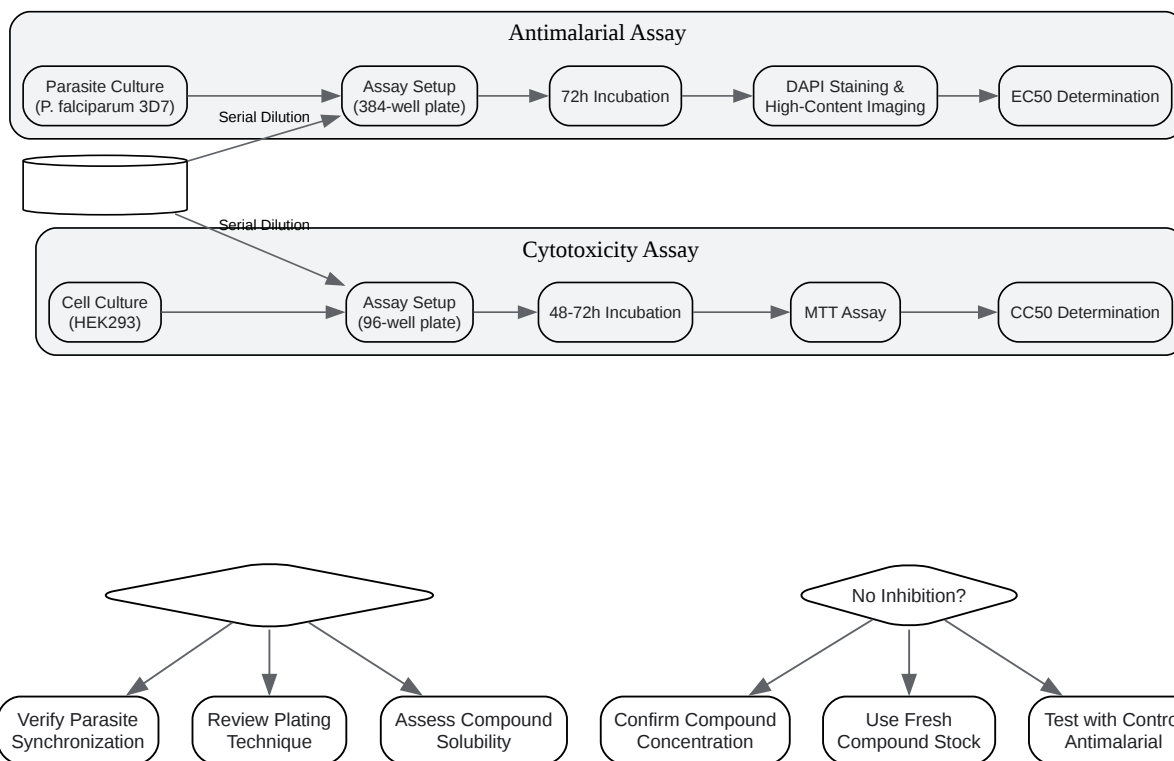 Antimalarial Assay
Parasite Culture
(P. falciparum 3D7)
Assay Setup
(384-well plate)
72h Incubation
DAPI Staining &
High-Content Imaging
EC50 Determination
Serial Dilution
Serial Dilution
Cytotoxicity Assay
Cell Culture
(HEK293)
Assay Setup
(96-well plate)
48-72h Incubation
MTT Assay
CC50 Determination
No Inhibition?
Verify Parasite
Synchronization
Review Plating
Technique
Assess Compound
Solubility
Confirm Compound
Concentration
Use Fresh
Compound Stock
Test with Contro
Antimalarial